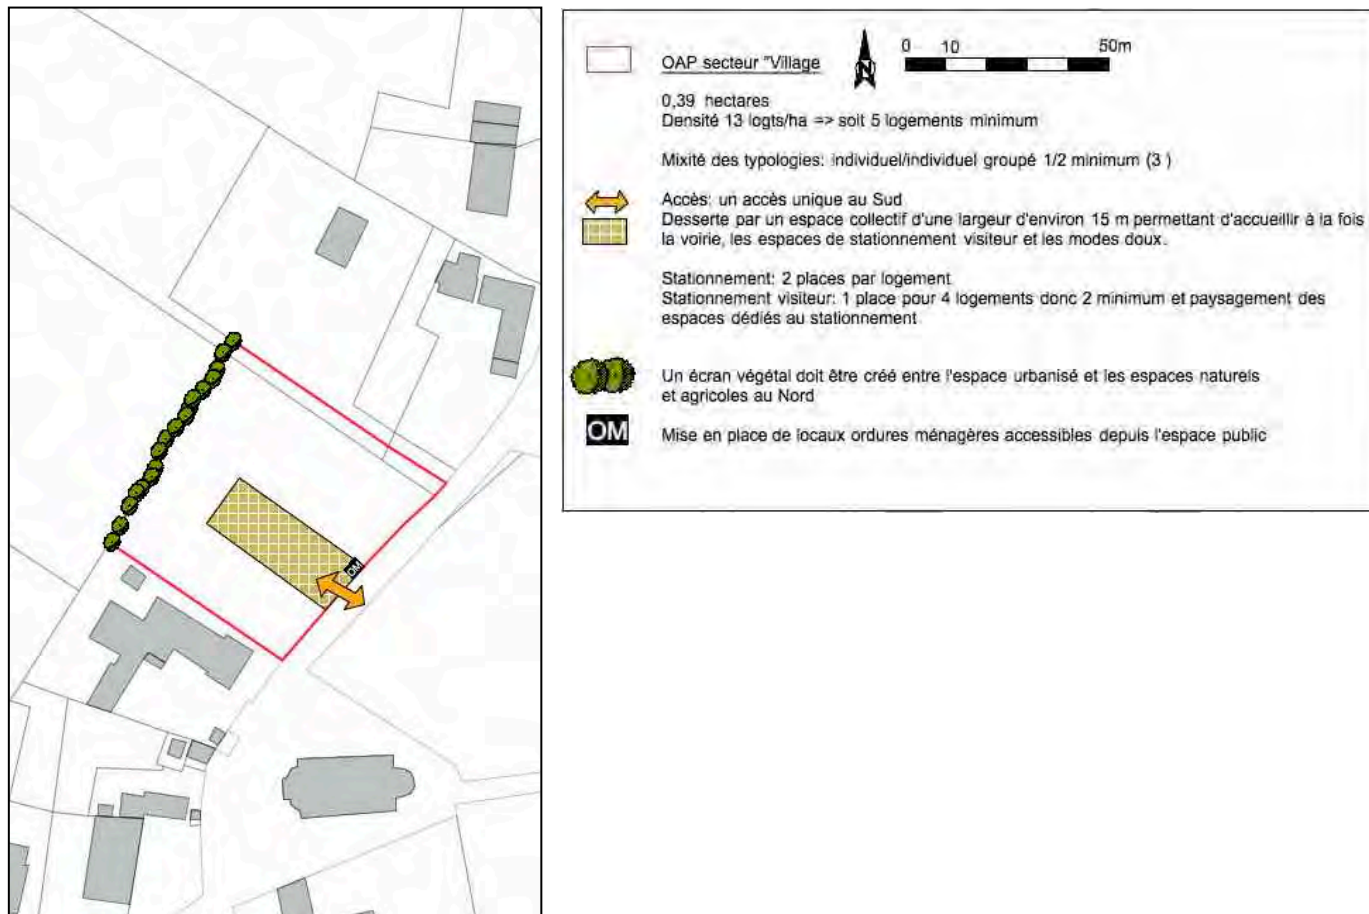 OAP secteur "Village
N
0 10 50m
0,39 hectares
Densité 13 logts/ha => soit 5 logements minimum
Mixité des typologies: individuel/individuel groupé 1/2 minimum (3 )
Accès: un accès unique au Sud
Desserte par un espace collectif d'une largeur d'environ 15 m permettant d'accueillir à la fois
la voirie, les espaces de stationnement visiteur et les modes doux.
Stationnement: 2 places par logement
Stationnement visiteur: 1 place pour 4 logements donc 2 minimum et paysagement des
espaces dédiés au stationnement
Un écran végétal doit être créé entre l'espace urbanisé et les espaces naturels
et agricoles au Nord
OM
Mise en place de locaux ordures ménagères accessibles depuis l'espace public
OM